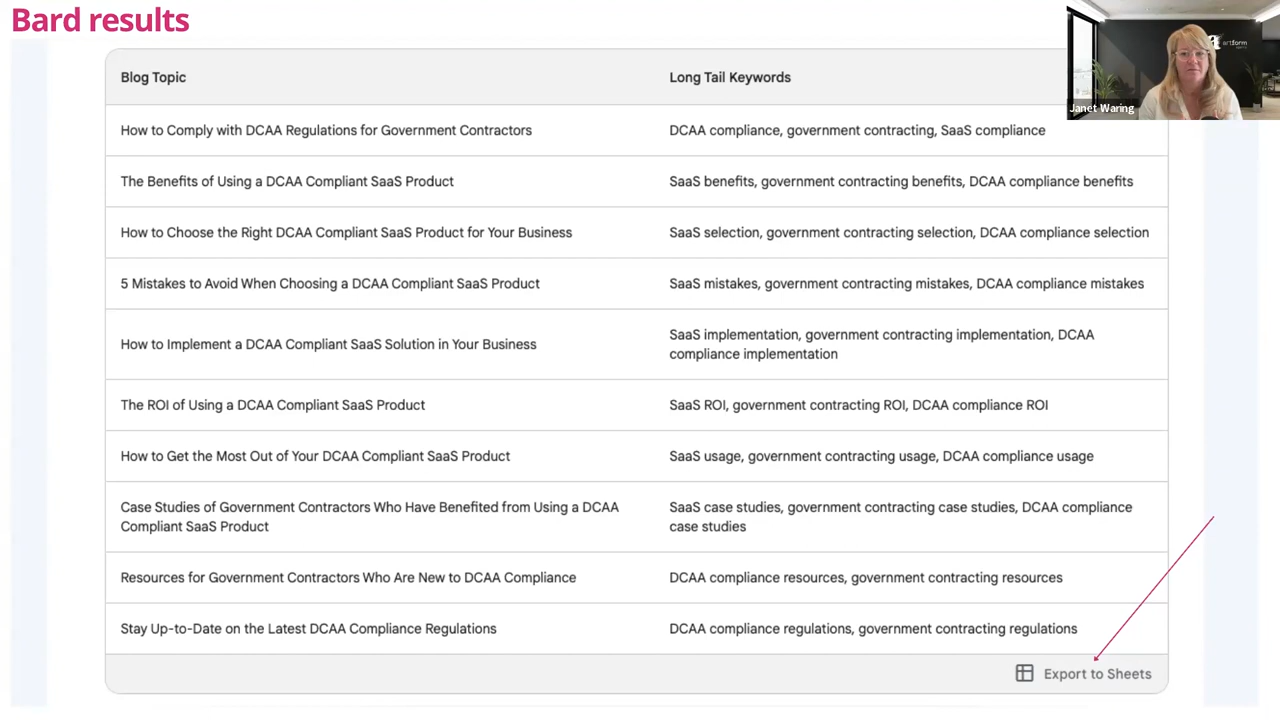 Bard results
artform
Janet Waring
Blog Topic
Long Tail Keywords
How to Comply with DCAA Regulations for Government Contractors
DCAA compliance, government contracting, SaaS compliance
The Benefits of Using a DCAA Compliant SaaS Product
SaaS benefits, government contracting benefits, DCAA compliance benefits
How to Choose the Right DCAA Compliant SaaS Product for Your Business
SaaS selection, government contracting selection, DCAA compliance selection
5 Mistakes to Avoid When Choosing a DCAA Compliant SaaS Product
SaaS mistakes, government contracting mistakes, DCAA compliance mistakes
How to Implement a DCAA Compliant SaaS Solution in Your Business
SaaS implementation, government contracting implementation, DCAA
compliance implementation
The ROI of Using a DCAA Compliant SaaS Product
SaaS ROI, government contracting ROI, DCAA compliance ROI
How to Get the Most Out of Your DCAA Compliant SaaS Product
SaaS usage, government contracting usage, DCAA compliance usage
Case Studies of Government Contractors Who Have Benefited from Using a DCAA
Compliant SaaS Product
SaaS case studies, government contracting case studies, DCAA compliance
case studies
Resources for Government Contractors Who Are New to DCAA Compliance
DCAA compliance resources, government contracting resources
Stay Up-to-Date on the Latest DCAA Compliance Regulations
DCAA compliance regulations, government contracting regulations
Export to Sheets